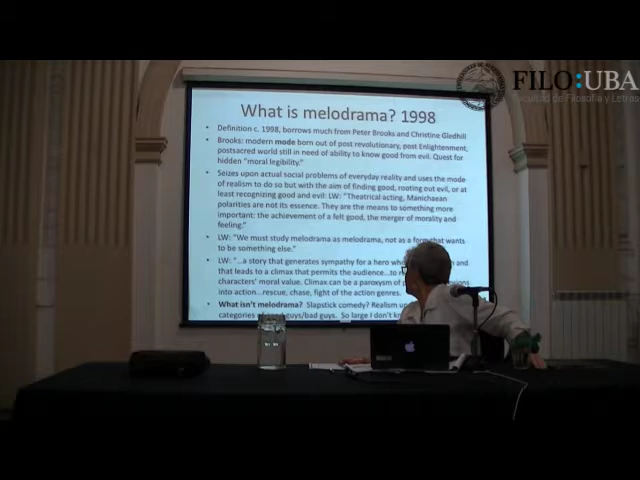 FILO:UBA
Facultad de Filosofía y Letras
What is melodrama? 1998
• Definition c. 1998, borrows much from Peter Brooks and Christine Gledhill
• Brooks: modern mode born out of post revolutionary, post Enlightenment,
postsacred world still in need of ability to know good from evil. Quest for
hidden "moral legibility."
• Seizes upon actual social problems of everyday reality and uses the mode
of realism to do so but with the aim of finding good, rooting out evil, or at
least recognizing good and evil: LW: "Theatrical acting, Manichaean
polarities are not its essence. They are the means to something more
important: the achievement of a felt good, the merger of morality and
feeling."
• LW: "We must study melodrama as melodrama, not as a form that wants
to be something else."
• LW: "…a story that generates sympathy for a hero who and
that leads to a climax that permits the audience…to
characters' moral value. Climax can be a paroxysm of
into action…rescue, chase, fight of the action genres.
• What isn't melodrama? Slapstick comedy? Realism
categories of guys/bad guys. So large I don't